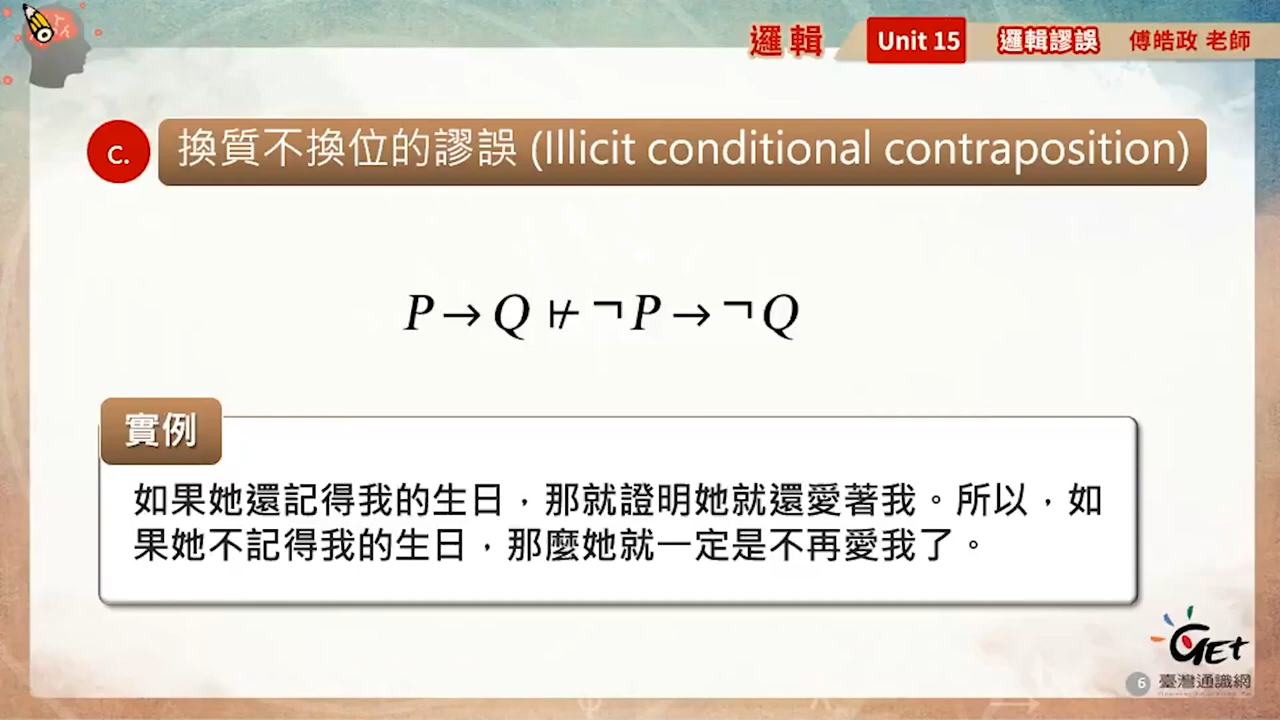 邏輯 Unit 15 邏輯謬誤 傅皓政 老師
c. 換質不換位的謬誤 (Illicit conditional contraposition)
P → Q ⊬ ¬P → ¬Q
實例
如果她還記得我的生日，那就證明她就還愛著我。所以，如
果她不記得我的生日，那麼她就一定是不再愛我了。
GET
6 臺灣通識網